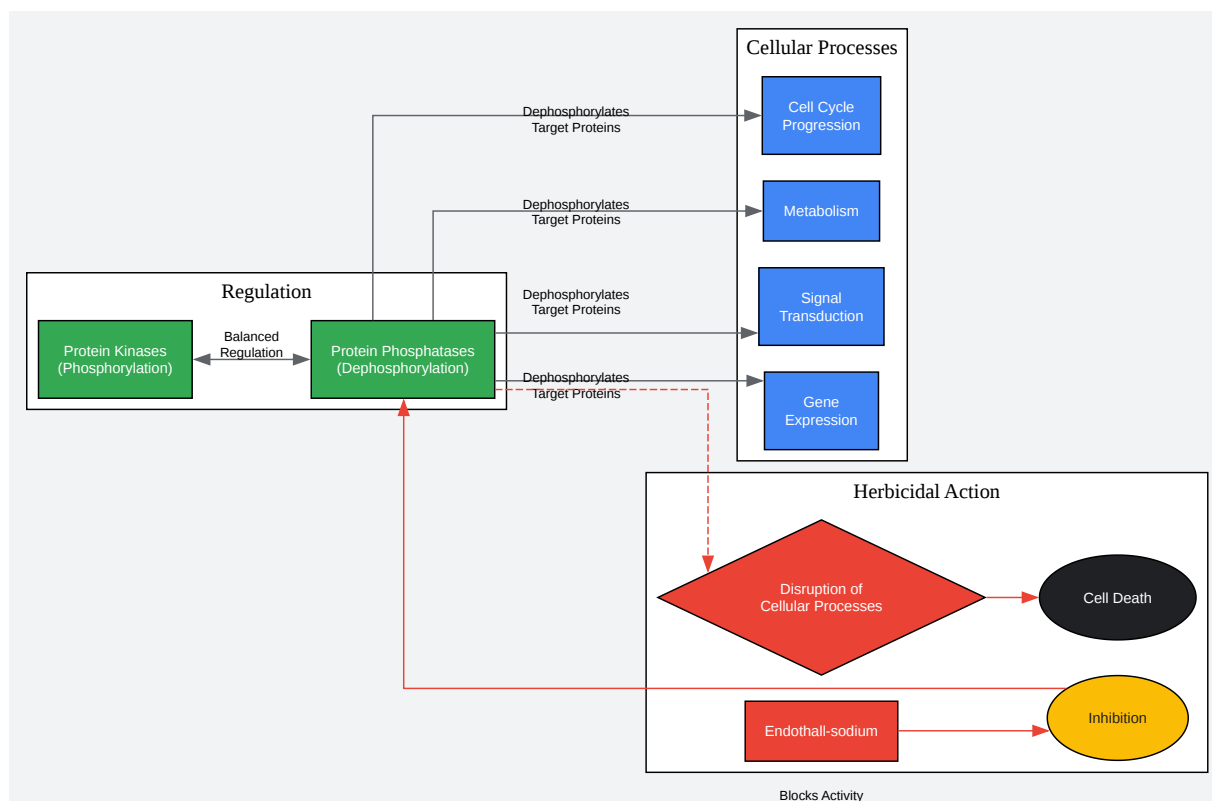 Cellular Processes
Cell Cycle
Progression
Dephosphorylates
Target Proteins
Metabolism
Dephosphorylates
Target Proteins
Signal
Transduction
Dephosphorylates
Target Proteins
Gene
Expression
Dephosphorylates
Target Proteins
Regulation
Protein Kinases
(Phosphorylation)
Balanced
Regulation
Protein Phosphatases
(Dephosphorylation)
Herbicidal Action
Disruption of
Cellular Processes
Cell Death
Endothall-sodium
Inhibition
Blocks Activity